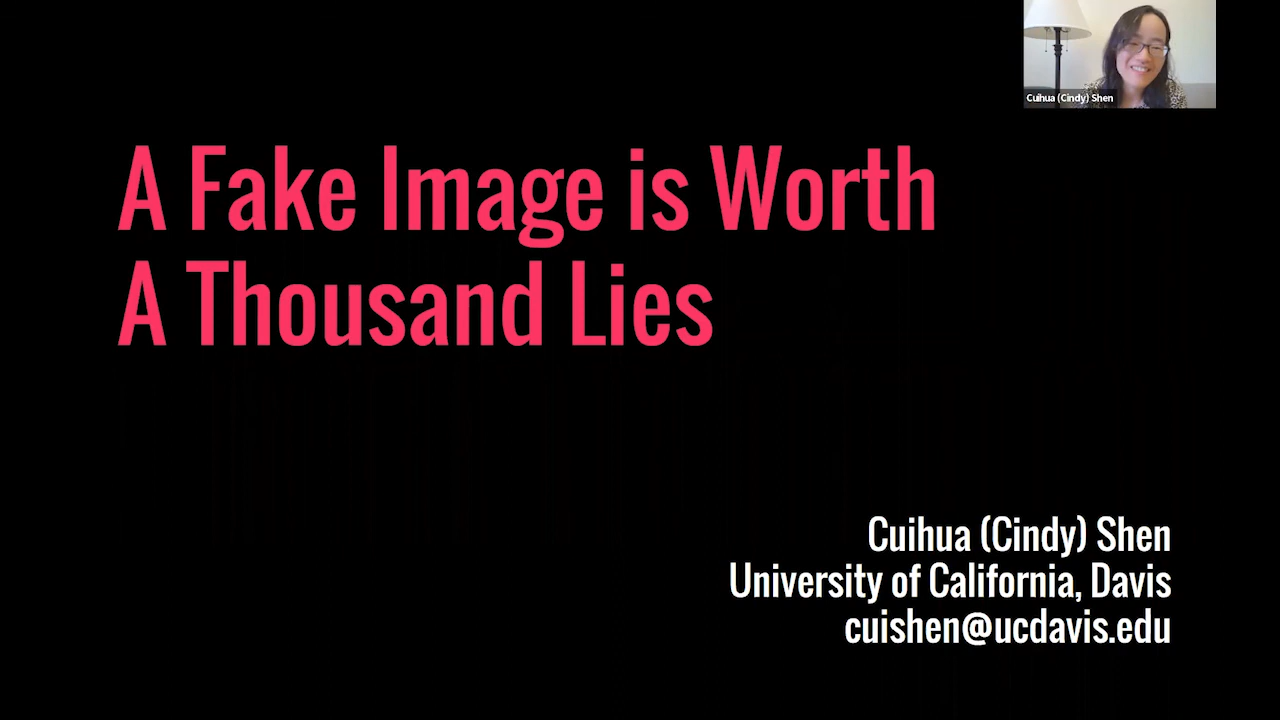 Cuihua (Cindy) Shen
A Fake Image is Worth
A Thousand Lies
Cuihua (Cindy) Shen
University of California, Davis
cuishen@ucdavis.edu